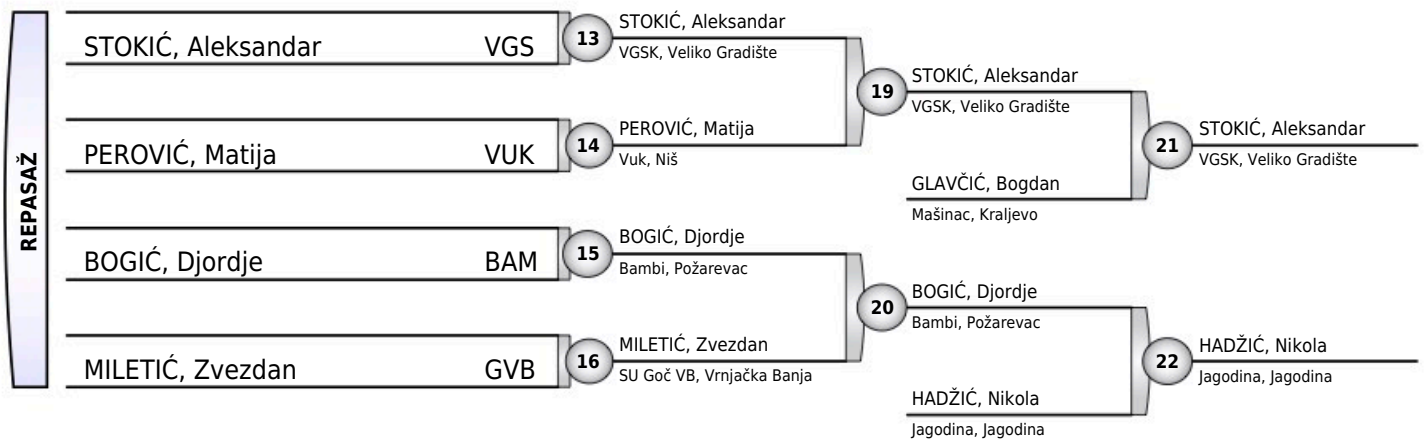 REPASAŽ
STOKIĆ, Aleksandar VGS
PEROVIĆ, Matija VUK
BOGIĆ, Djordje BAM
MILETIĆ, Zvezdan GVB
13
STOKIĆ, Aleksandar
VGSK, Veliko Gradište
14
PEROVIĆ, Matija
Vuk, Niš
15
BOGIĆ, Djordje
Bambi, Požarevac
16
MILETIĆ, Zvezdan
SU Goč VB, Vrnjačka Banja
19
STOKIĆ, Aleksandar
VGSK, Veliko Gradište
GLAVČIĆ, Bogdan
Mašinac, Kraljevo
20
BOGIĆ, Djordje
Bambi, Požarevac
HADŽIĆ, Nikola
Jagodina, Jagodina
21
STOKIĆ, Aleksandar
VGSK, Veliko Gradište
22
HADŽIĆ, Nikola
Jagodina, Jagodina